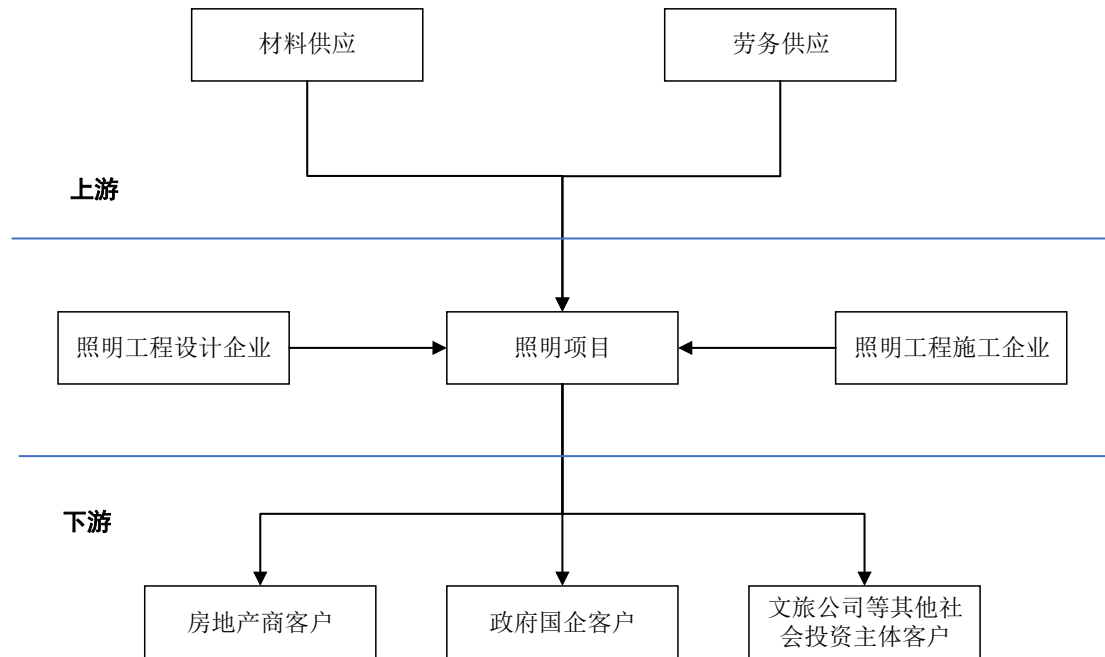 材料供应
劳务供应
上游
照明工程设计企业
照明项目
照明工程施工企业
下游
房地产商客户
政府国企客户
文旅公司等其他社
会投资主体客户